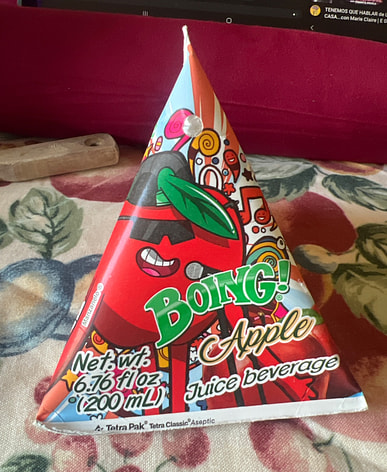 TENEMOS QUE HABLAR de L
CASA...con Marie Claire | E
BOING!
Apple
Juice beverage
Net. wt.
6.76 fl oz
(200 mL)
Tetra Pak® Tetra Classic® Aseptic